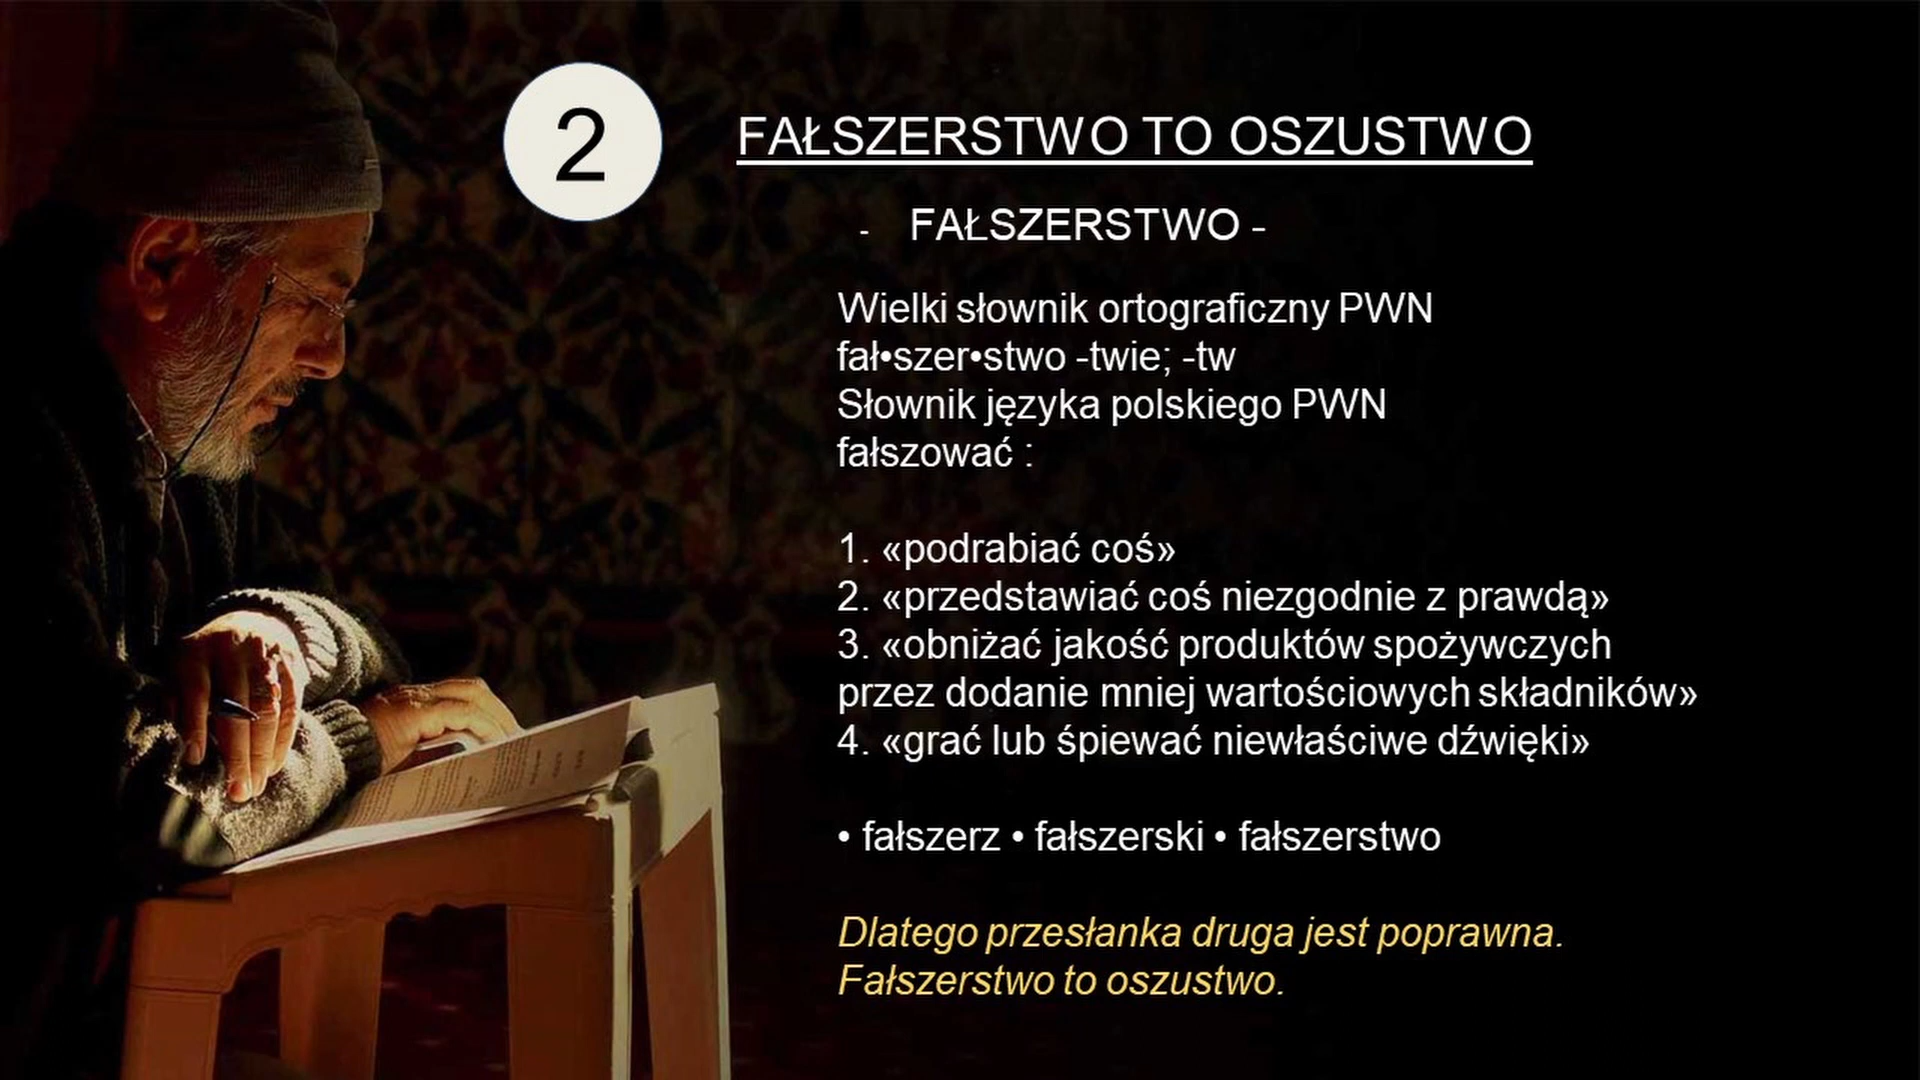 2
FAŁSZERSTWO TO OSZUSTWO
- FAŁSZERSTWO -
Wielki słownik ortograficzny PWN
fał•szer•stwo -twie; -tw
Słownik języka polskiego PWN
fałszować :
1. «podrabiać coś»
2. «przedstawiać coś niezgodnie z prawdą»
3. «obniżać jakość produktów spożywczych
przez dodanie mniej wartościowych składników»
4. «grać lub śpiewać niewłaściwe dźwięki»
• fałszerz • fałszerski • fałszerstwo
Dlatego przesłanka druga jest poprawna.
Fałszerstwo to oszustwo.